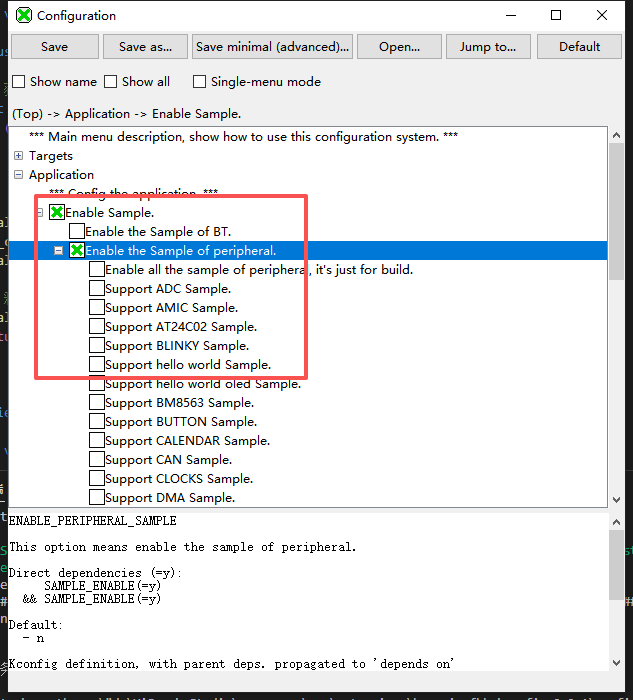 Configuration
Save Save as... Save minimal (advanced)... Open... Jump to... Default
Show name Show all Single-menu mode
(Top) -> Application -> Enable Sample.
*** Main menu description, show how to use this configuration system. ***
Targets
Application
*** Config the application. ***
Enable Sample.
Enable the Sample of BT.
Enable the Sample of peripheral.
Enable all the sample of peripheral, it's just for build.
Support ADC Sample.
Support AMIC Sample.
Support AT24C02 Sample.
Support BLINKY Sample.
Support hello world Sample.
Support hello world oled Sample.
Support BM8563 Sample.
Support BUTTON Sample.
Support CALENDAR Sample.
Support CAN Sample.
Support CLOCKS Sample.
Support DMA Sample.
ENABLE_PERIPHERAL_SAMPLE
This option means enable the sample of peripheral.
Direct dependencies (=y):
SAMPLE_ENABLE(=y)
&& SAMPLE_ENABLE(=y)
Default:
- n
Kconfig definition, with parent deps. propagated to 'depends on'